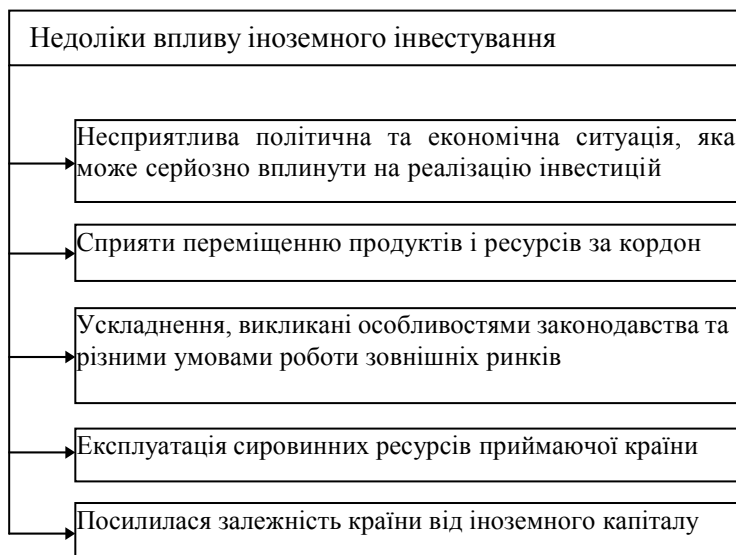 Недоліки впливу іноземного інвестування
Несприятлива політична та економічна ситуація, яка
може серйозно вплинути на реалізацію інвестицій
Сприяти переміщенню продуктів і ресурсів за кордон
Ускладнення, викликані особливостями законодавства та
різними умовами роботи зовнішніх ринків
Експлуатація сировинних ресурсів приймаючої країни
Посилилася залежність країни від іноземного капіталу